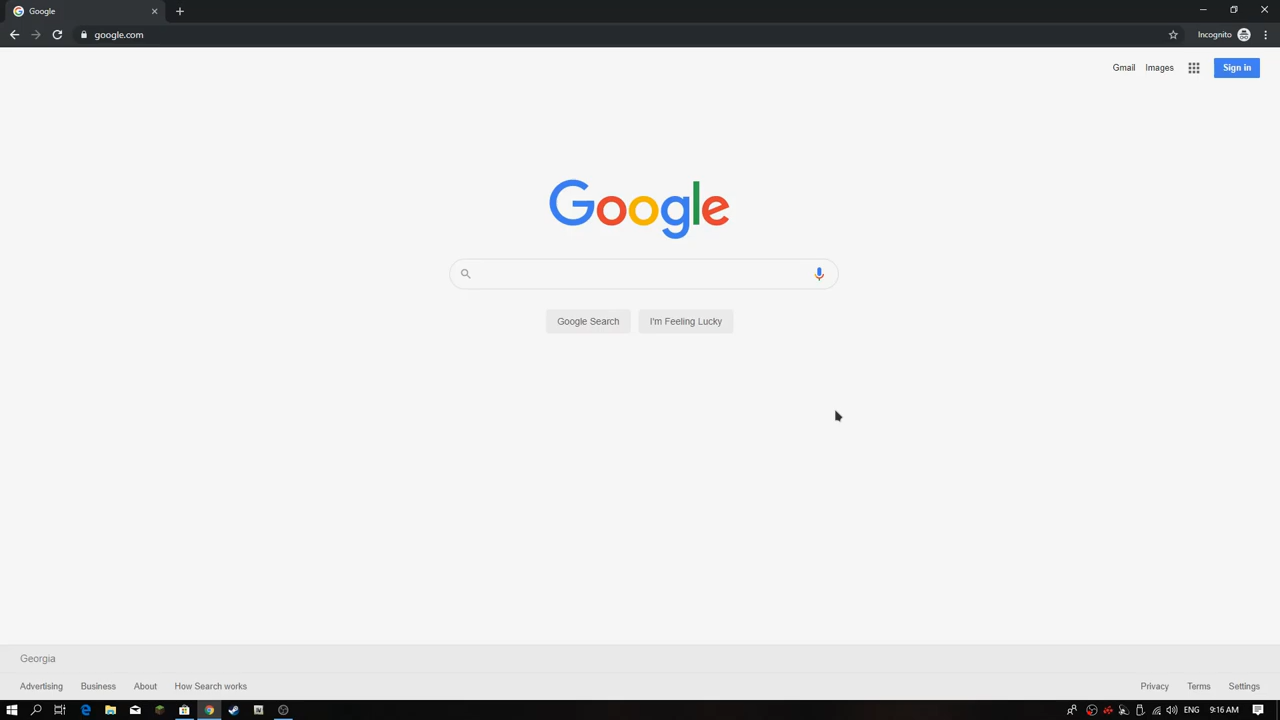 Google
google.com
Incognito
Gmail Images Sign in
Google
Google Search I'm Feeling Lucky
Georgia
Advertising Business About How Search works Privacy Terms Settings
ENG 9:16 AM